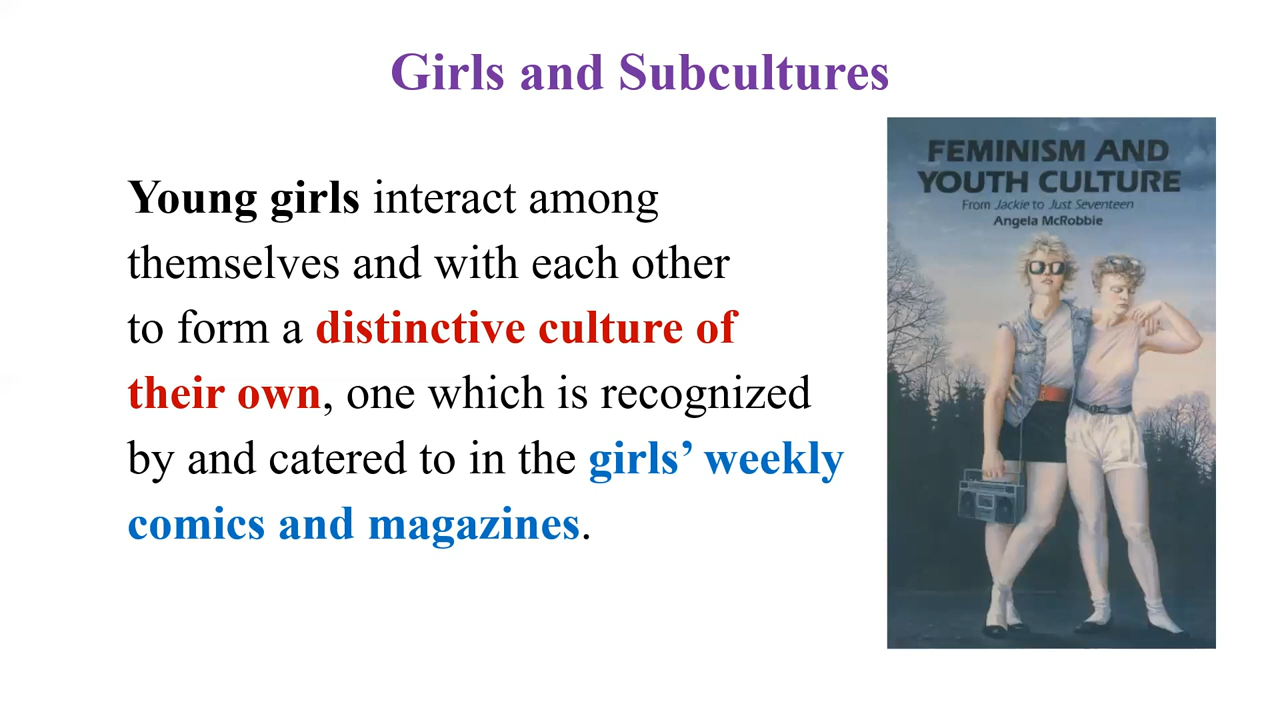 Girls and Subcultures
Young girls interact among
themselves and with each other
to form a distinctive culture of
their own, one which is recognized
by and catered to in the girls’ weekly
comics and magazines.
FEMINISM AND
YOUTH CULTURE
From Jackie to Just Seventeen
Angela McRobbie